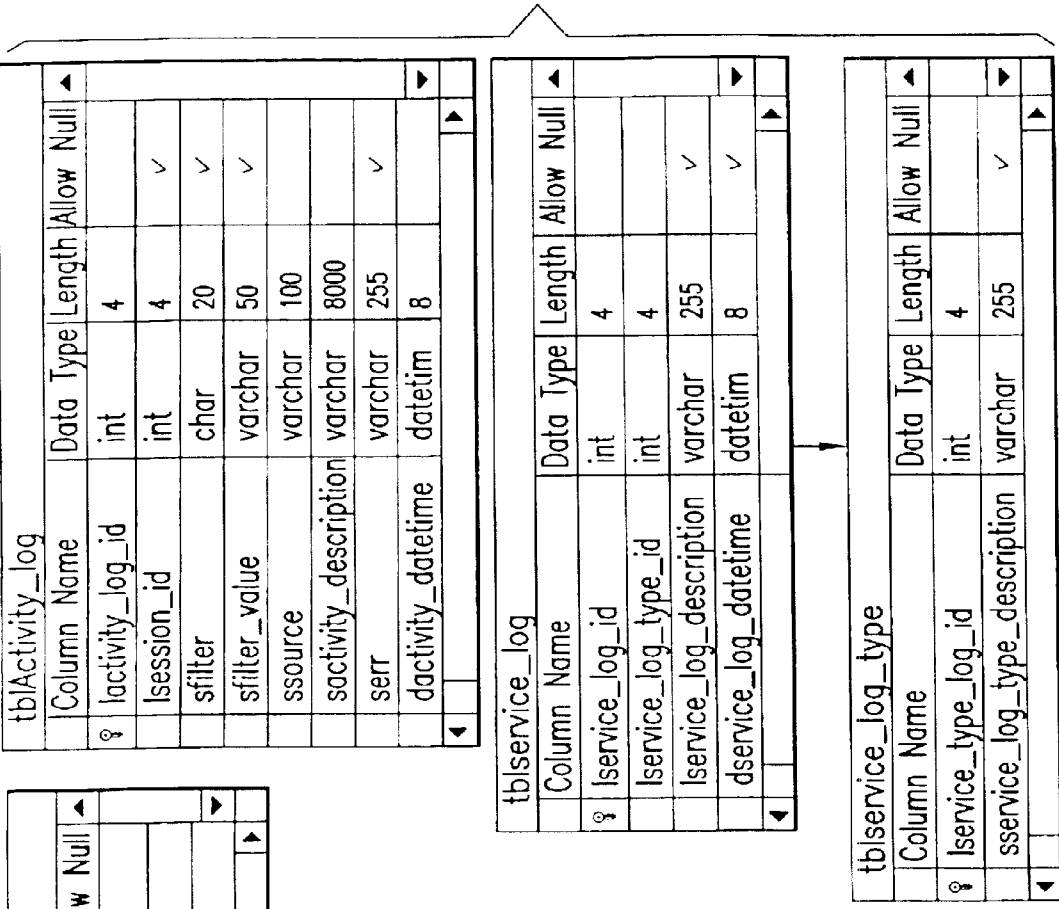 tblActivity_log
Column Name Data Type Length Allow Null
lactivity_log_id int 4
lsession_id int 4 ✓
sfilter char 20 ✓
sfilter_value varchar 50 ✓
ssource varchar 100
sactivity_description varchar 8000
serr varchar 255 ✓
dactivity_datetime datetim 8
w Null
tblservice_log
Column Name Data Type Length Allow Null
lservice_log_id int 4
lservice_log_type_id int 4
lservice_log_description varchar 255 ✓
dservice_log_datetime datetim 8 ✓
tblservice_log_type
Column Name Data Type Length Allow Null
lservice_type_log_id int 4
sservice_log_type_description varchar 255 ✓